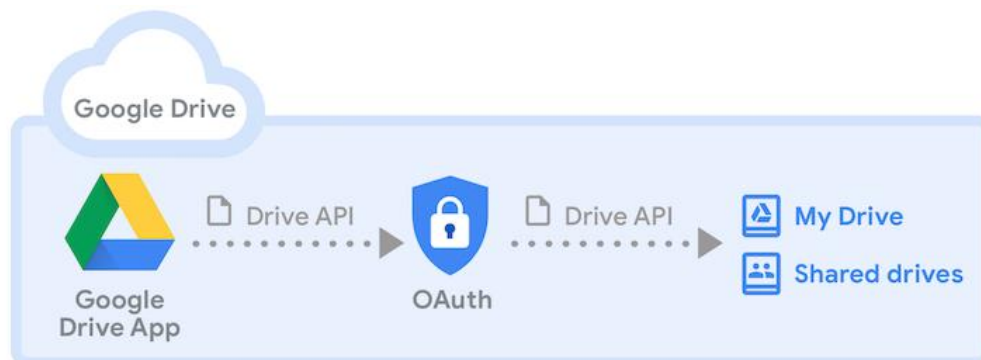 Google Drive
Drive API
Drive API
My Drive
Shared drives
Google
Drive App
OAuth